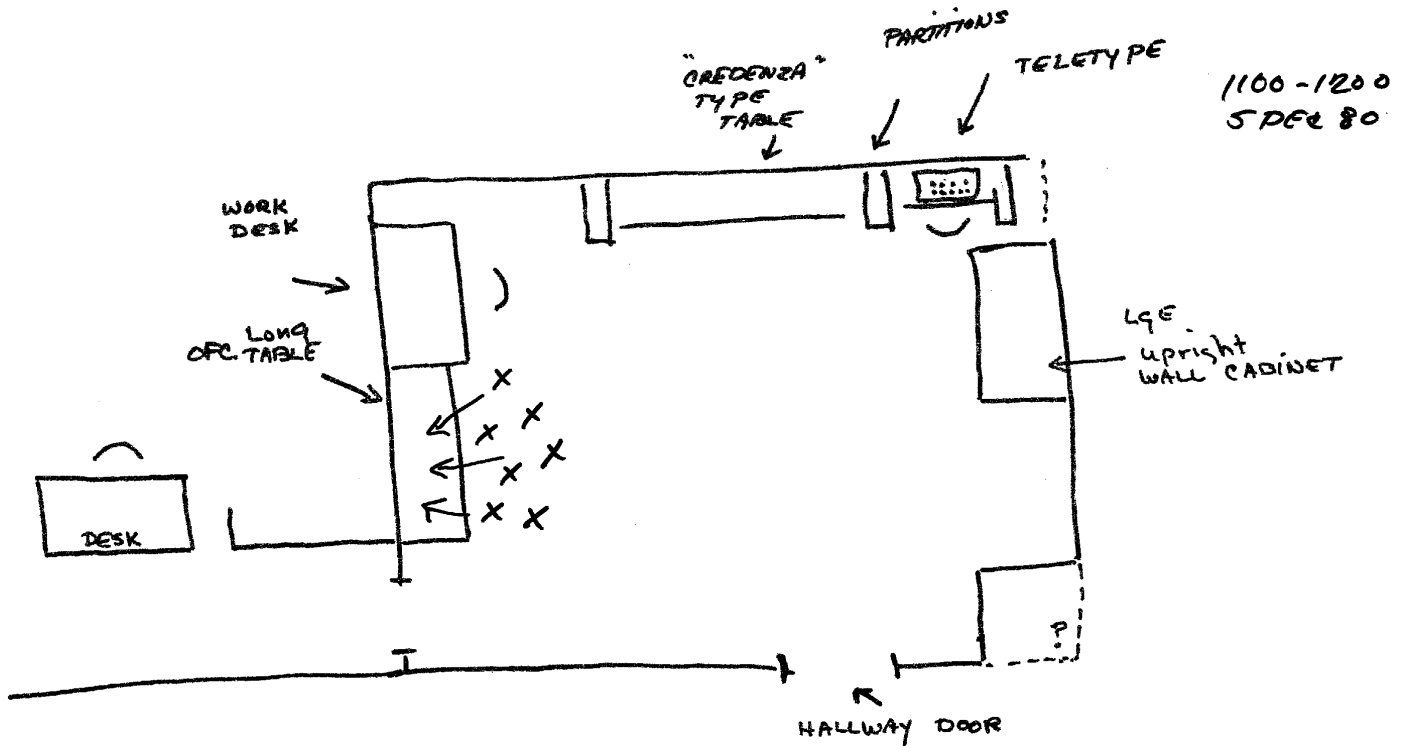 PARTITIONS
"CREDENZA"
TYPE
TABLE
TELETYPE
1100-1200
5 DEC 80
WORK
DESK
LONG
OFC. TABLE
LGE
upright
WALL CABINET
DESK
?
HALLWAY DOOR
X
X
X
X
X
X
X